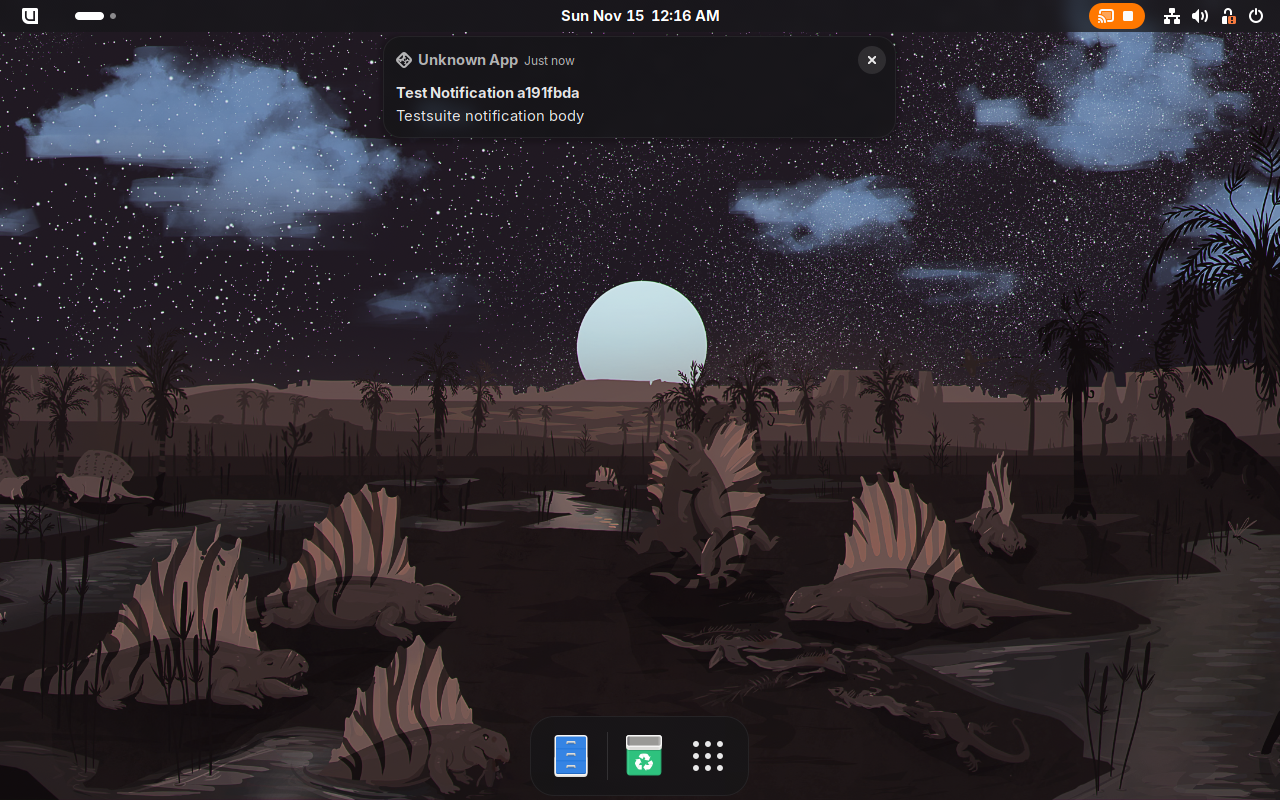 Sun Nov 15 12:16 AM
Unknown App Just now
Test Notification a191fbda
Testsuite notification body